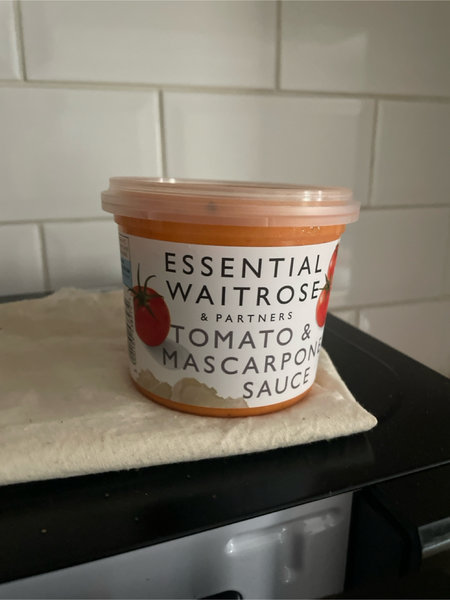 ESSENTIAL
WAITROSE
& PARTNERS
TOMATO &
MASCARPONE
SAUCE